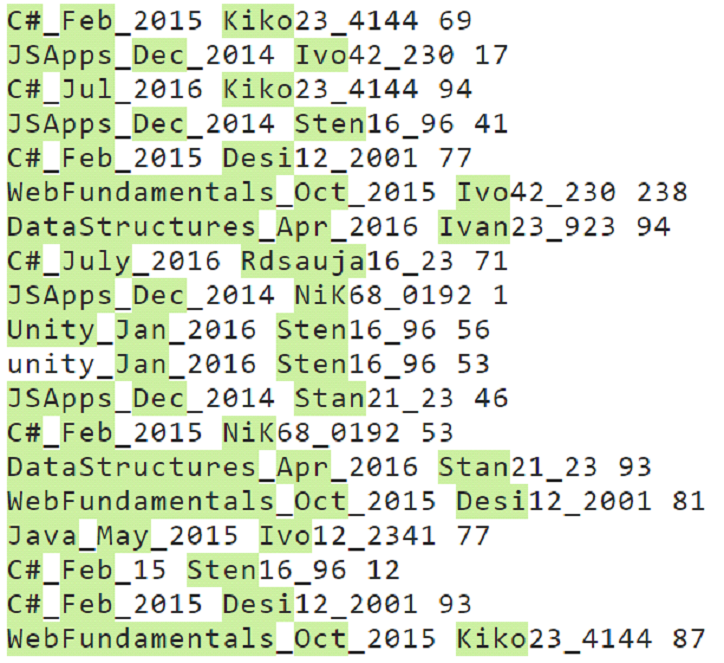 C#_Feb_2015 Kiko23_4144 69
JSApps_Dec_2014 Ivo42_230 17
C#_Jul_2016 Kiko23_4144 94
JSApps_Dec_2014 Sten16_96 41
C#_Feb_2015 Desi12_2001 77
WebFundamentals_Oct_2015 Ivo42_230 238
DataStructures_Apr_2016 Ivan23_923 94
C#_July_2016 Rdsauja16_23 71
JSApps_Dec_2014 NiK68_0192 1
Unity_Jan_2016 Sten16_96 56
unity_Jan_2016 Sten16_96 53
JSApps_Dec_2014 Stan21_23 46
C#_Feb_2015 NiK68_0192 53
DataStructures_Apr_2016 Stan21_23 93
WebFundamentals_Oct_2015 Desi12_2001 81
Java_May_2015 Ivo12_2341 77
C#_Feb_15 Sten16_96 12
C#_Feb_2015 Desi12_2001 93
WebFundamentals_Oct_2015 Kiko23_4144 87